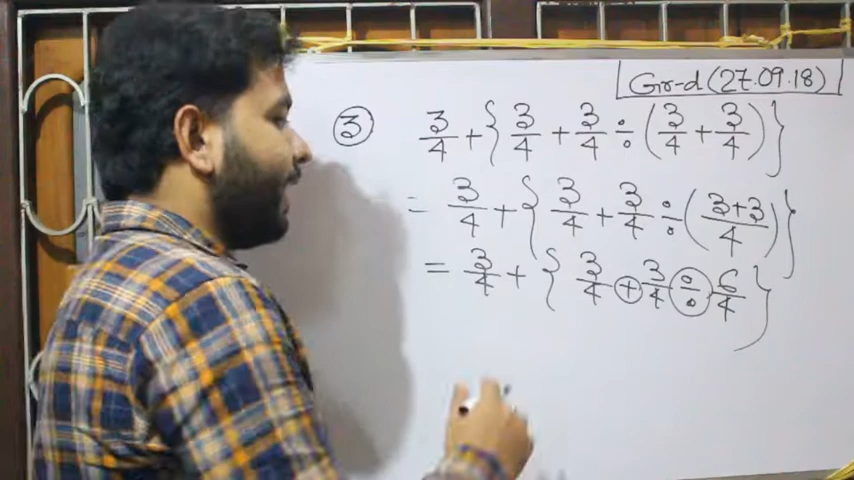 Gr-d (27.09.18)
③ 3/4 + { 3/4 + 3/4 ÷ ( 3/4 + 3/4 ) }
= 3/4 + { 3/4 + 3/4 ÷ ( 3+3/4 ) }
= 3/4 + { 3/4 + 3/4 ÷ 6/4 }